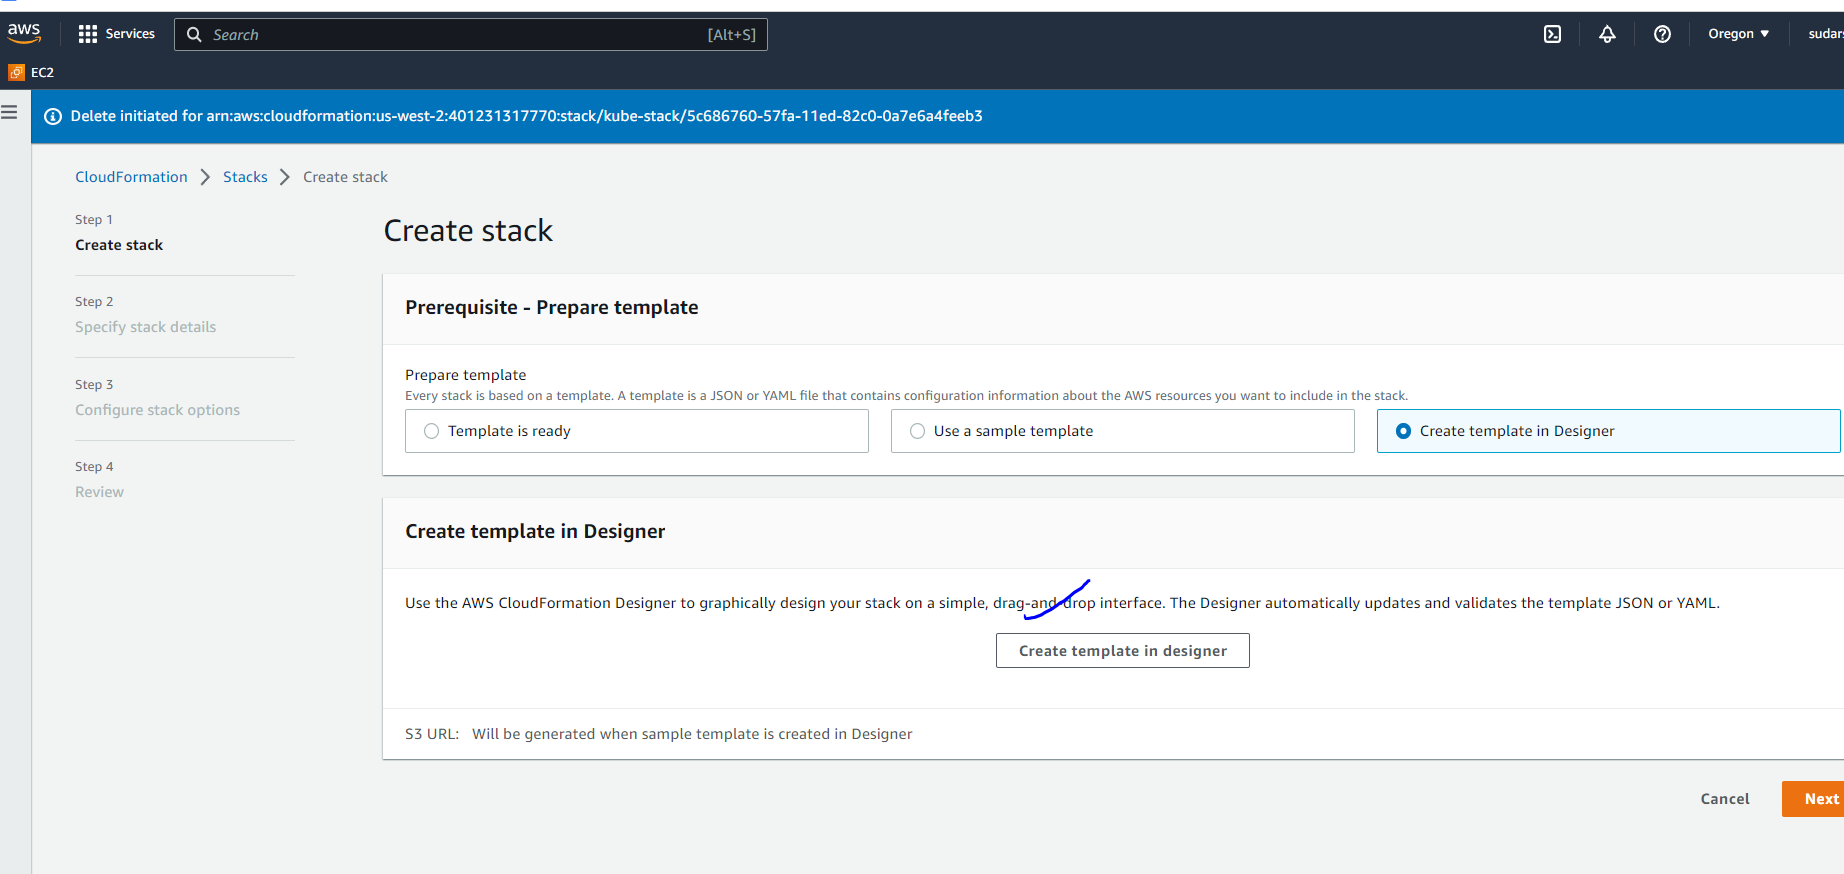 aws
Services
Search [Alt+S]
Oregon
sudars
EC2
Delete initiated for arn:aws:cloudformation:us-west-2:401231317770:stack/kube-stack/5c686760-57fa-11ed-82c0-0a7e6a4feeb3
CloudFormation > Stacks > Create stack
Step 1
Create stack
Step 2
Specify stack details
Step 3
Configure stack options
Step 4
Review
Create stack
Prerequisite - Prepare template
Prepare template
Every stack is based on a template. A template is a JSON or YAML file that contains configuration information about the AWS resources you want to include in the stack.
Template is ready
Use a sample template
Create template in Designer
Create template in Designer
Use the AWS CloudFormation Designer to graphically design your stack on a simple, drag-and-drop interface. The Designer automatically updates and validates the template JSON or YAML.
Create template in designer
S3 URL: Will be generated when sample template is created in Designer
Cancel
Next